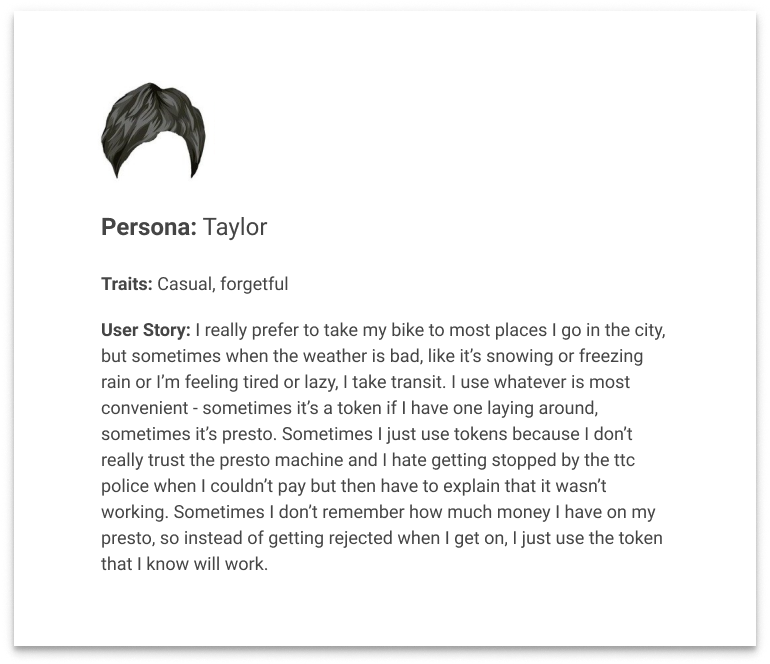 Persona: Taylor
Traits: Casual, forgetful
User Story: I really prefer to take my bike to most places I go in the city,
but sometimes when the weather is bad, like it’s snowing or freezing
rain or I’m feeling tired or lazy, I take transit. I use whatever is most
convenient - sometimes it’s a token if I have one laying around,
sometimes it’s presto. Sometimes I just use tokens because I don’t
really trust the presto machine and I hate getting stopped by the ttc
police when I couldn’t pay but then have to explain that it wasn’t
working. Sometimes I don’t remember how much money I have on my
presto, so instead of getting rejected when I get on, I just use the token
that I know will work.